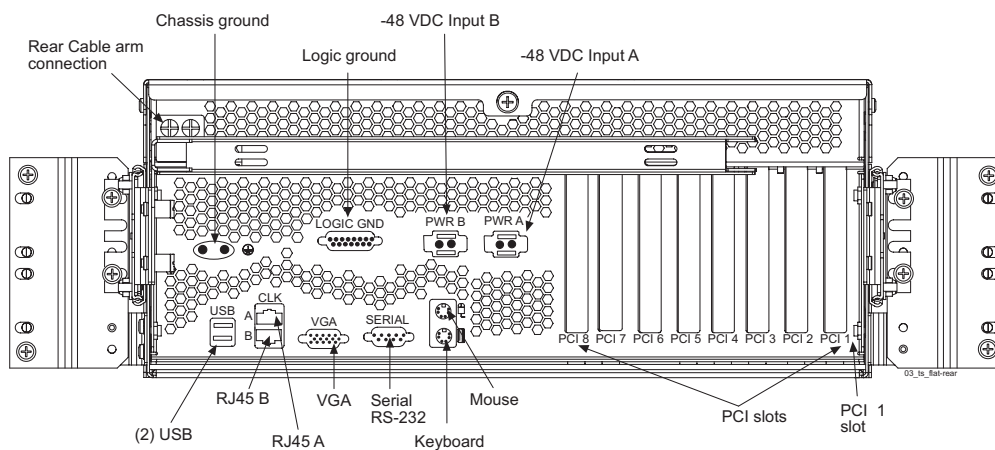 Chassis ground
-48 VDC Input B
Rear Cable arm
connection
Logic ground
-48 VDC Input A
LOGIC GND
PWR B
PWR A
USB
CLK
A
B
VGA
SERIAL
PCI 8
PCI 7
PCI 6
PCI 5
PCI 4
PCI 3
PCI 2
PCI 1
03_ts_flat-rear
(2) USB
RJ45 B
RJ45 A
VGA
Serial
RS-232
Keyboard
Mouse
PCI slots
PCI 1
slot